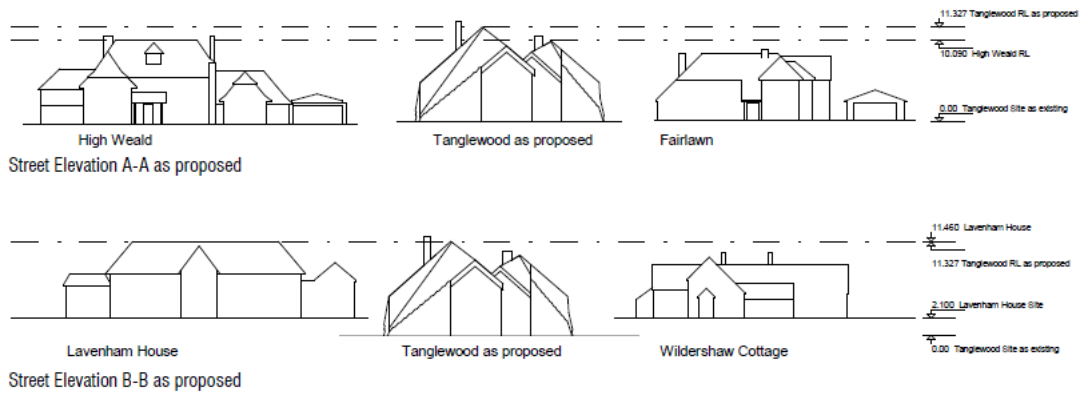 11.327 Tanglewood RL as proposed
10.090 High Weald RL
0.00 Tanglewood Site as existing
High Weald
Tanglewood as proposed
Fairlawn
Street Elevation A-A as proposed
11.460 Lavenham House
11.327 Tanglewood RL as proposed
2.100 Lavenham House Site
0.00 Tanglewood Site as existing
Lavenham House
Tanglewood as proposed
Wildershaw Cottage
Street Elevation B-B as proposed